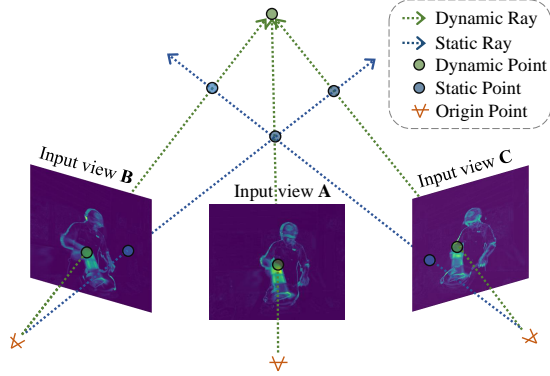 Dynamic Ray
Static Ray
Dynamic Point
Static Point
Origin Point
Input view B
Input view A
Input view C